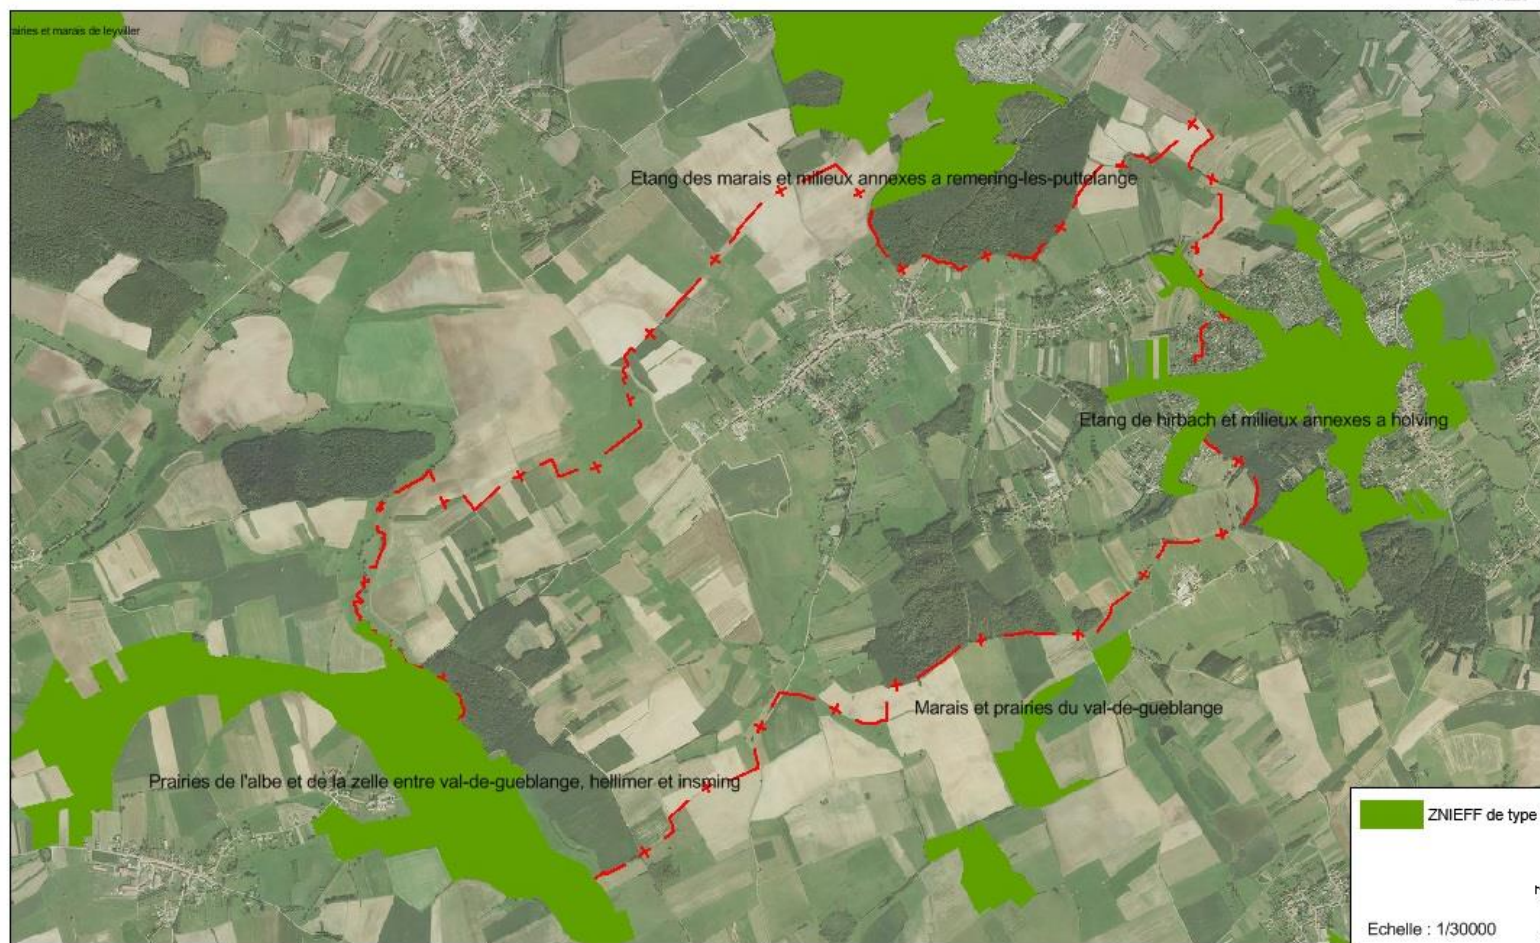 airies et marais de leyviller
Etang des marais et milieux annexes a remering-les-puttelange
Etang de hirbach et milieux annexes a holving
Marais et prairies du val-de-gueblange
Prairies de l'albe et de la zelle entre val-de-gueblange, hellimer et insming
ZNIEFF de type
Echelle : 1/30000